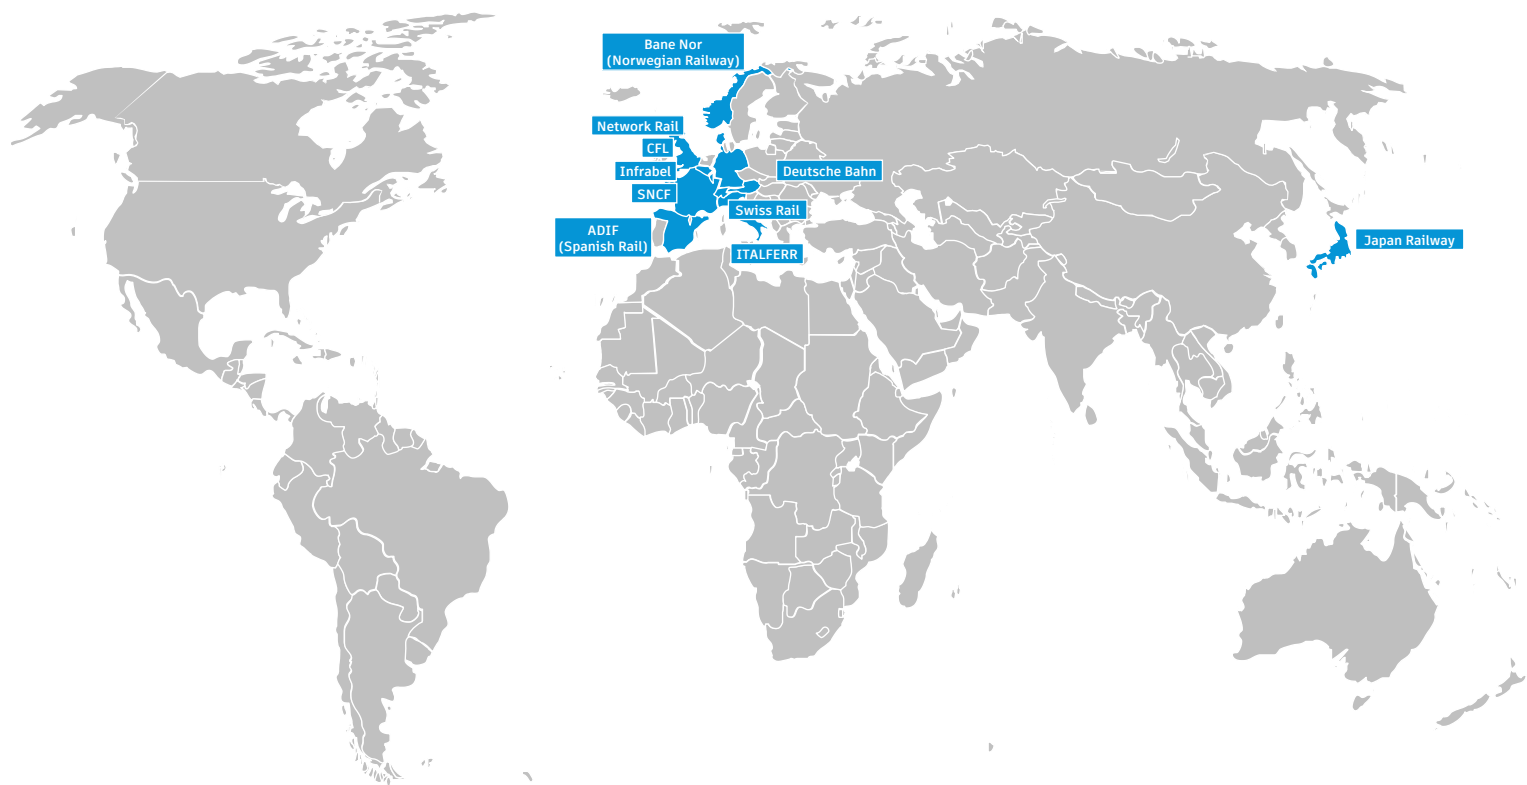 Bane Nor
(Norwegian Railway)
Network Rail
CFL
Infrabel
Deutsche Bahn
SNCF
Swiss Rail
ADIF
(Spanish Rail)
ITALFERR
Japan Railway